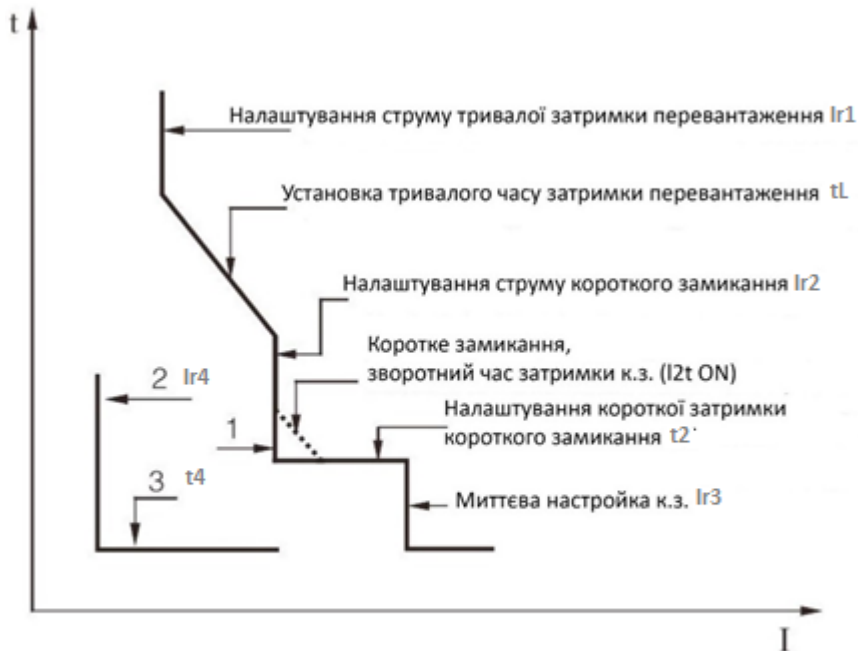 t
Налаштування струму тривалої затримки перевантаження Ir1
Установка тривалого часу затримки перевантаження tL
Налаштування струму короткого замикання Ir2
Коротке замикання,
зворотний час затримки к.з. (I2t ON)
2 Ir4
Налаштування короткої затримки
короткого замикання t2
1
3 t4
Миттєва настройка к.з. Ir3
I